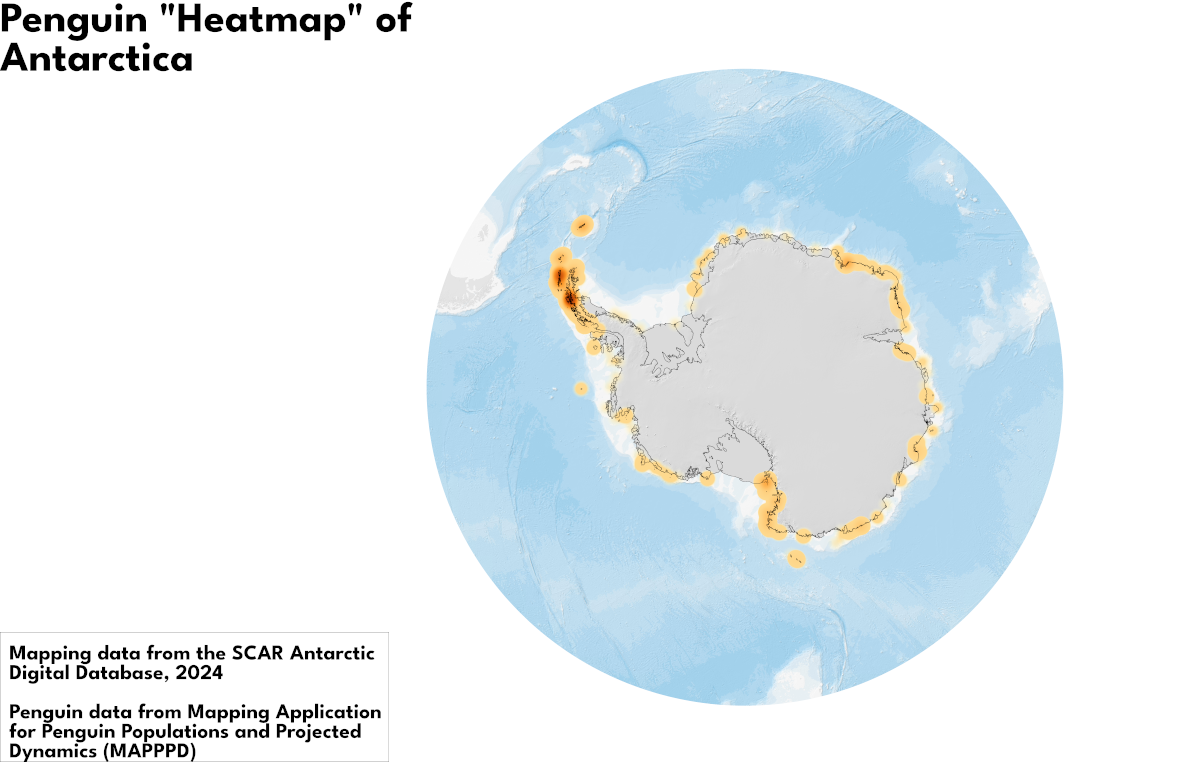 Penguin "Heatmap" of
Antarctica
Mapping data from the SCAR Antarctic
Digital Database, 2024
Penguin data from Mapping Application
for Penguin Populations and Projected
Dynamics (MAPPPD)